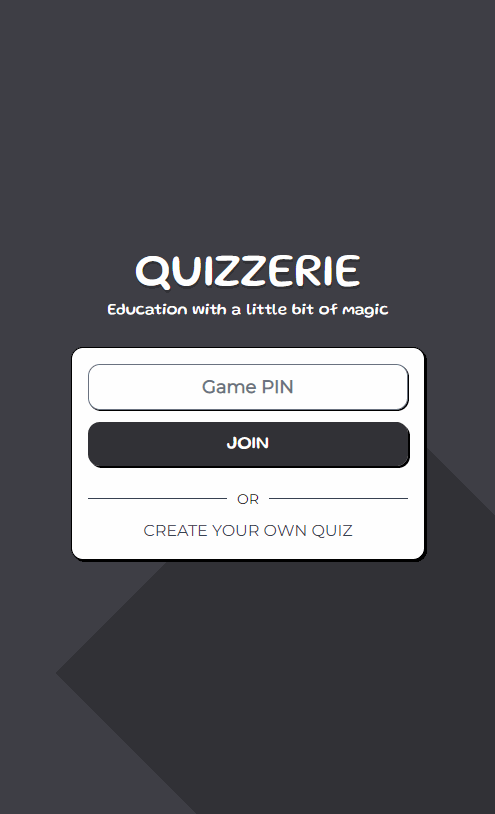 QUIZZERIE
Education with a little bit of magic
Game PIN
JOIN
OR
CREATE YOUR OWN QUIZ